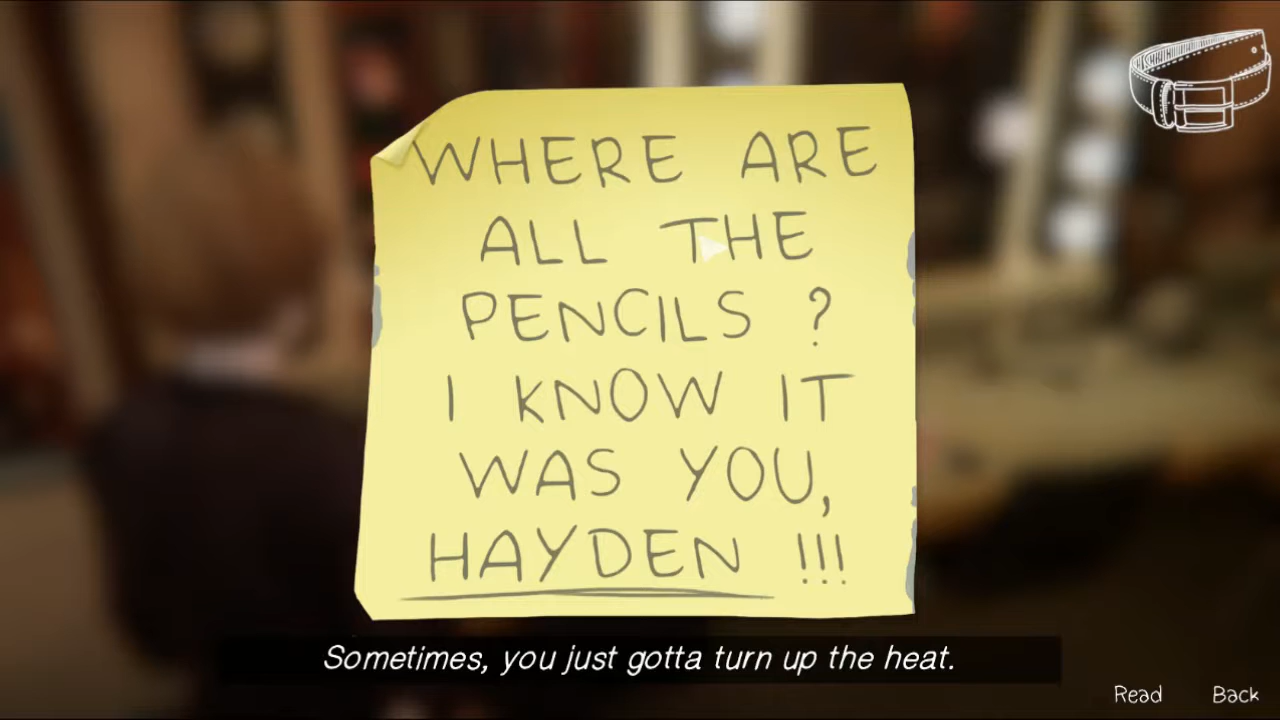 WHERE ARE
ALL THE
PENCILS ?
I KNOW IT
WAS YOU,
HAYDEN !!!
Sometimes, you just gotta turn up the heat.
Read Back